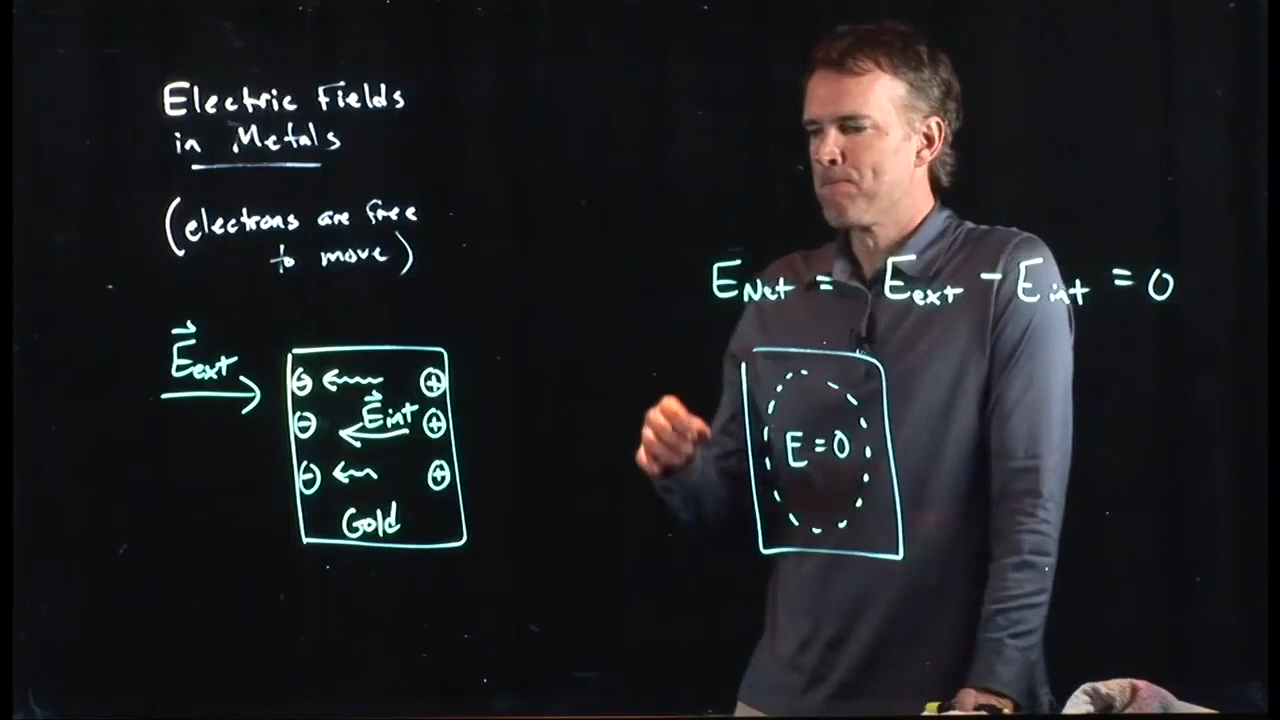 Electric Fields
in Metals
(electrons are free
to move)
E⃗ext
⊖ ⊕
E⃗int
⊖ ⊕
⊖ ⊕
Gold
ENet = Eext - Eint = 0
E = 0